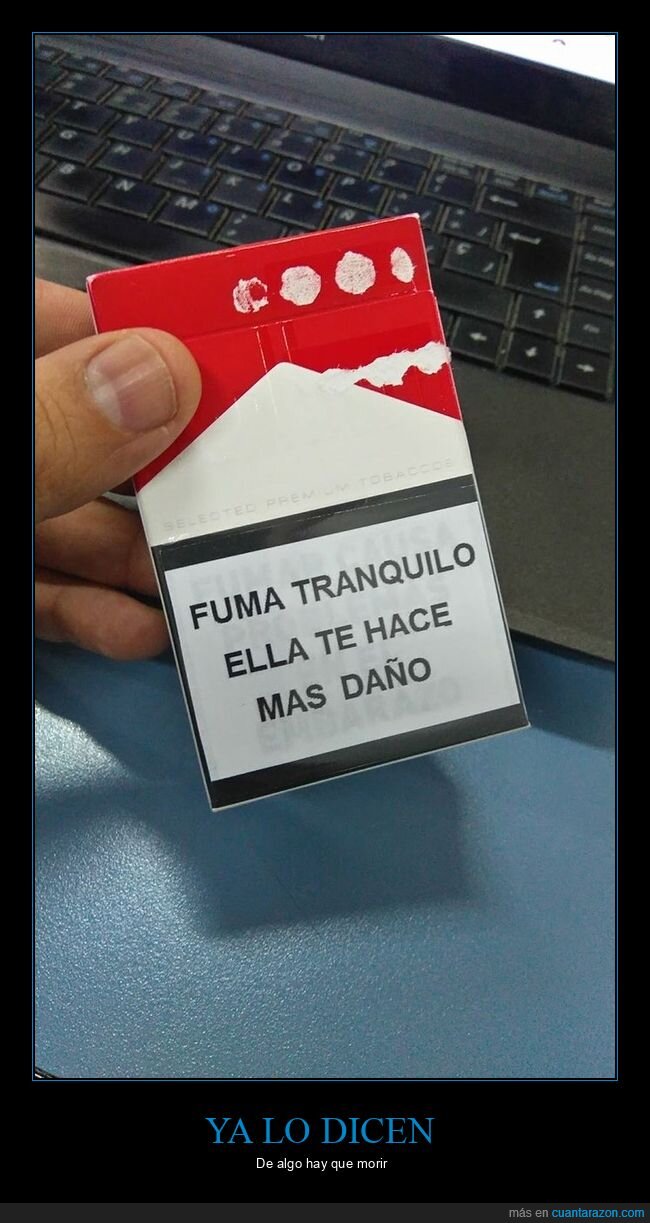 SELECTED PREMIUM TOBACCOS
FUMA TRANQUILO
ELLA TE HACE
MAS DAÑO
YA LO DICEN
De algo hay que morir
más en cuantarazon.com